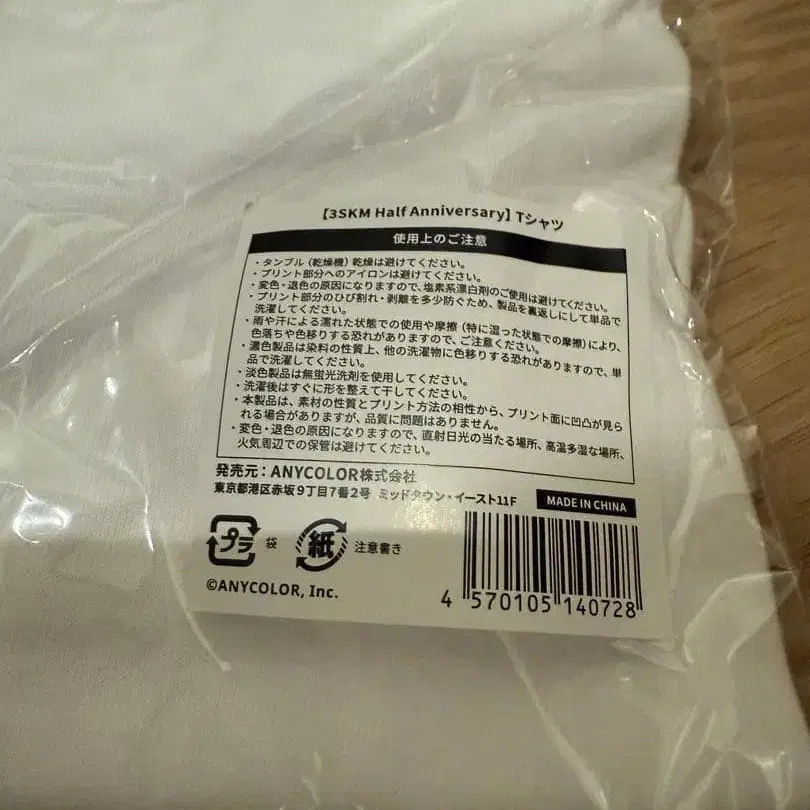 【3SKM Half Anniversary】Tシャツ
使用上のご注意
・タンブル（乾燥機）乾燥は避けてください。
・プリント部分へのアイロンは避けてください。
・変色・退色の原因になりますので、塩素系漂白剤のご使用は避けてください。
・プリント部分のひび割れ・剥離を多少防ぐため、製品を裏返しにして単品で
洗濯してください。
・雨や汗による濡れた状態での使用や摩擦（特に湿った状態での摩擦）により、
色落ちや色移りする恐れがありますので、ご注意ください。
・濃色製品は染料の性質上、他の洗濯物に色移りする恐れがありますので、単
品で洗濯してください。
・淡色製品は無蛍光洗剤を使用してください。
・洗濯後はすぐに形を整えて干してください。
・本製品は、素材の性質とプリント方法の相性から、プリント面に凹凸が見ら
れる場合がありますが、品質に問題はありません。
・変色・退色の原因になりますので、直射日光の当たる場所、高温多湿な場所、
火気周辺での保管は避けてください。
発売元：ANYCOLOR株式会社
東京都港区赤坂9丁目7番2号 ミッドタウン・イースト11F
MADE IN CHINA
プラ 袋 紙 注意書き
©ANYCOLOR, Inc.
4 570105 140728